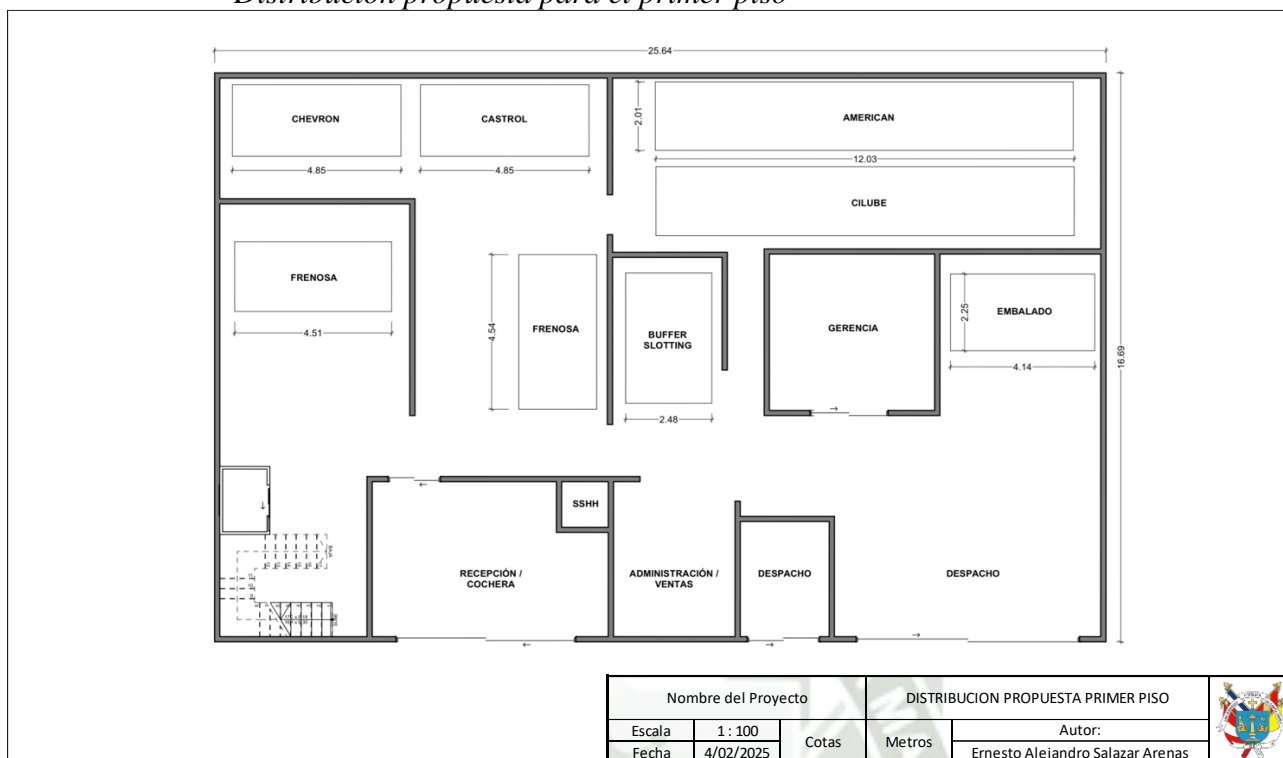 Distribución propuesta para el primer piso
25.64
CHEVRON
CASTROL
AMERICAN
2.01
4.85
4.85
12.03
CILUBE
FRENOSA
4.51
4.54
FRENOSA
BUFFER
SLOTTING
2.48
GERENCIA
2.25
EMBALADO
4.14
16.69
SSHH
RECEPCIÓN /
COCHERA
ADMINISTRACIÓN /
VENTAS
DESPACHO
DESPACHO
BAJA
Nombre del Proyecto
DISTRIBUCION PROPUESTA PRIMER PISO
Escala
1 : 100
Cotas
Metros
Autor:
Fecha
4/02/2025
Ernesto Alejandro Salazar Arenas